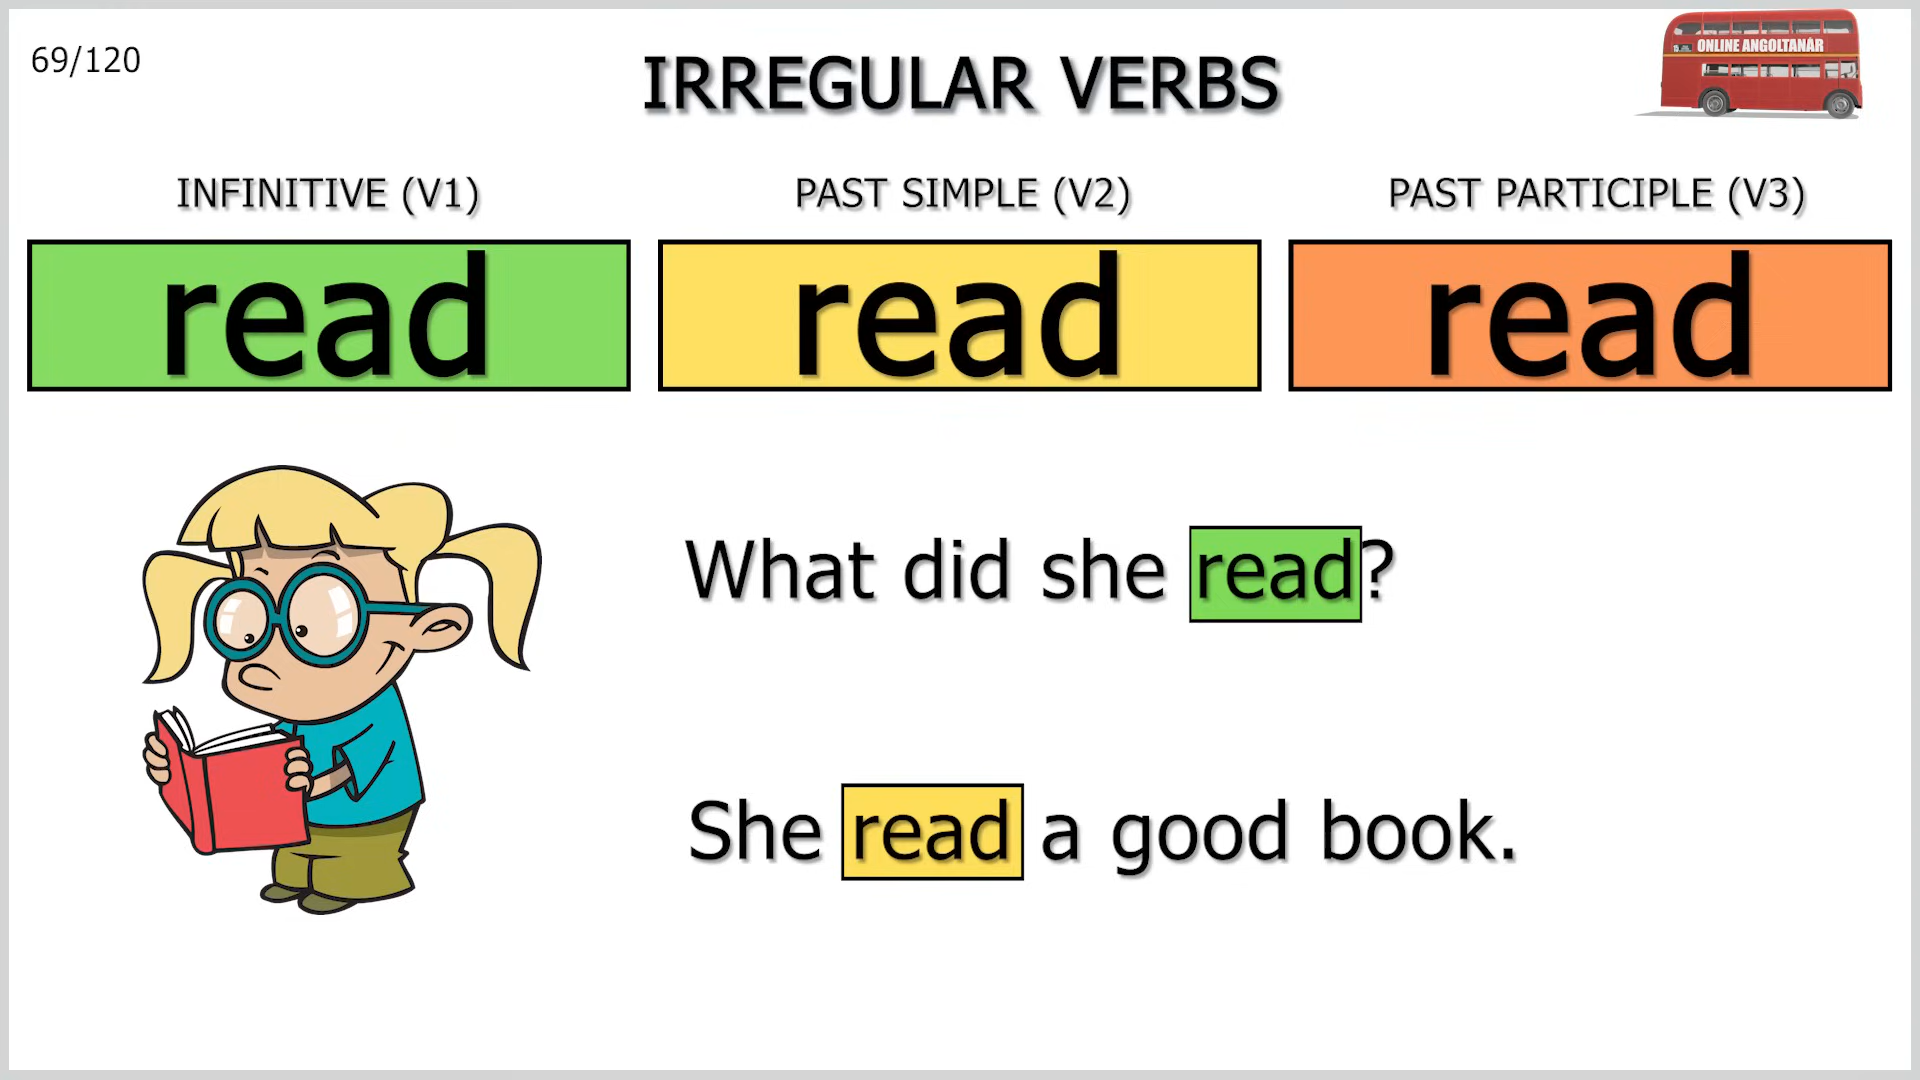 69/120
IRREGULAR VERBS
ONLINE ANGOLTANÁR
INFINITIVE (V1) PAST SIMPLE (V2) PAST PARTICIPLE (V3)
read read read
What did she read?
She read a good book.